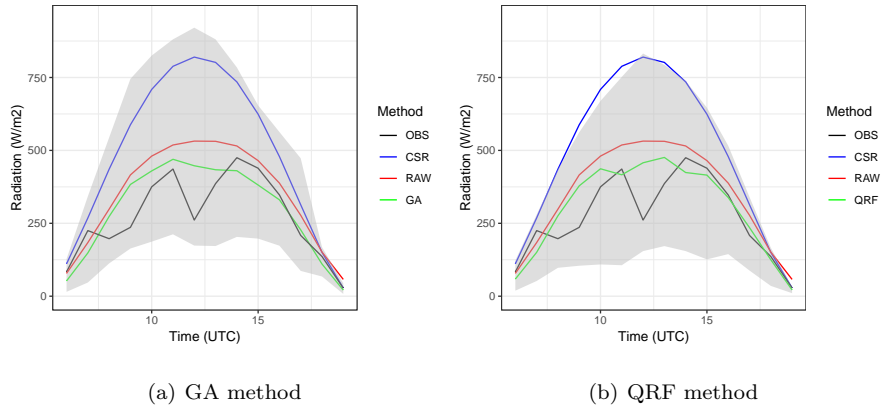 750
500
250
0
10
15
Radiation (W/m2)
Time (UTC)
Method
OBS
CSR
RAW
GA
(a) GA method
750
500
250
0
10
15
Radiation (W/m2)
Time (UTC)
Method
OBS
CSR
RAW
QRF
(b) QRF method